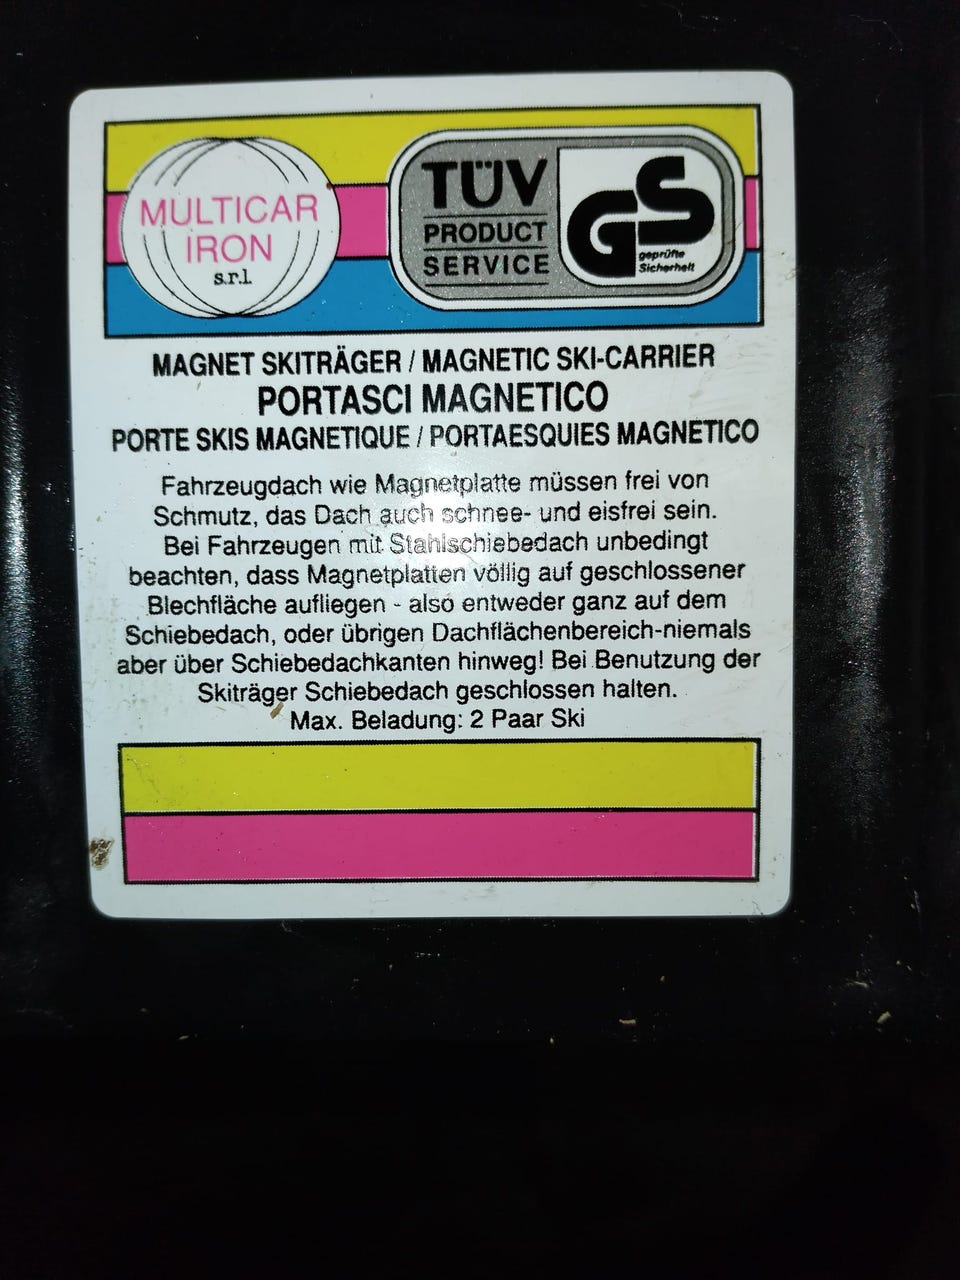 MULTICAR
IRON
s.r.l.
TÜV
PRODUCT
SERVICE
GS
geprüfte
Sicherheit
MAGNET SKITRÄGER / MAGNETIC SKI-CARRIER
PORTASCI MAGNETICO
PORTE SKIS MAGNETIQUE / PORTAESQUIES MAGNETICO
Fahrzeugdach wie Magnetplatte müssen frei von
Schmutz, das Dach auch schnee- und eisfrei sein.
Bei Fahrzeugen mit Stahlschiebedach unbedingt
beachten, dass Magnetplatten völlig auf geschlossener
Blechfläche aufliegen - also entweder ganz auf dem
Schiebedach, oder übrigen Dachflächenbereich-niemals
aber über Schiebedachkanten hinweg! Bei Benutzung der
Skiträger Schiebedach geschlossen halten.
Max. Beladung: 2 Paar Ski